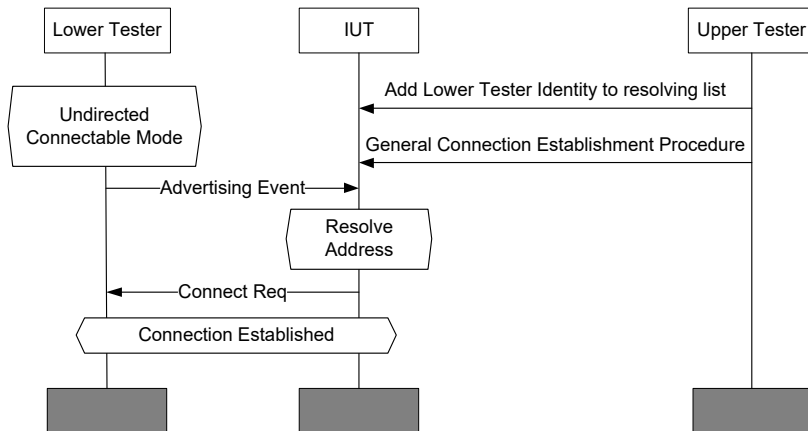 Lower Tester
IUT
Upper Tester
Undirected
Connectable Mode
Add Lower Tester Identity to resolving list
General Connection Establishment Procedure
Advertising Event
Resolve
Address
Connect Req
Connection Established